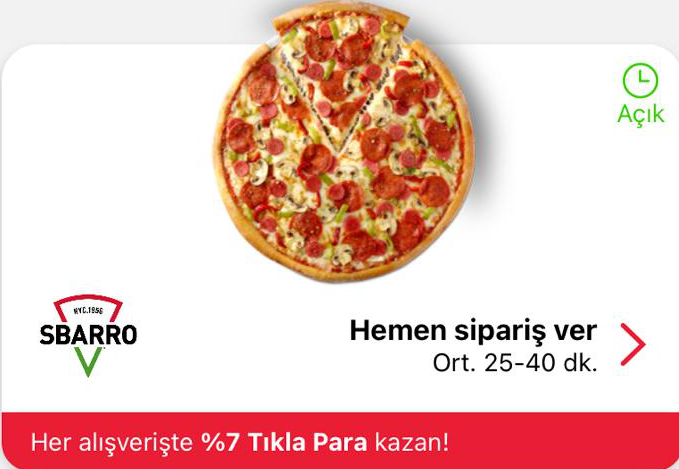 Açık
NYC.1956
SBARRO
Hemen sipariş ver
Ort. 25-40 dk.
Her alışverişte %7 Tıkla Para kazan!